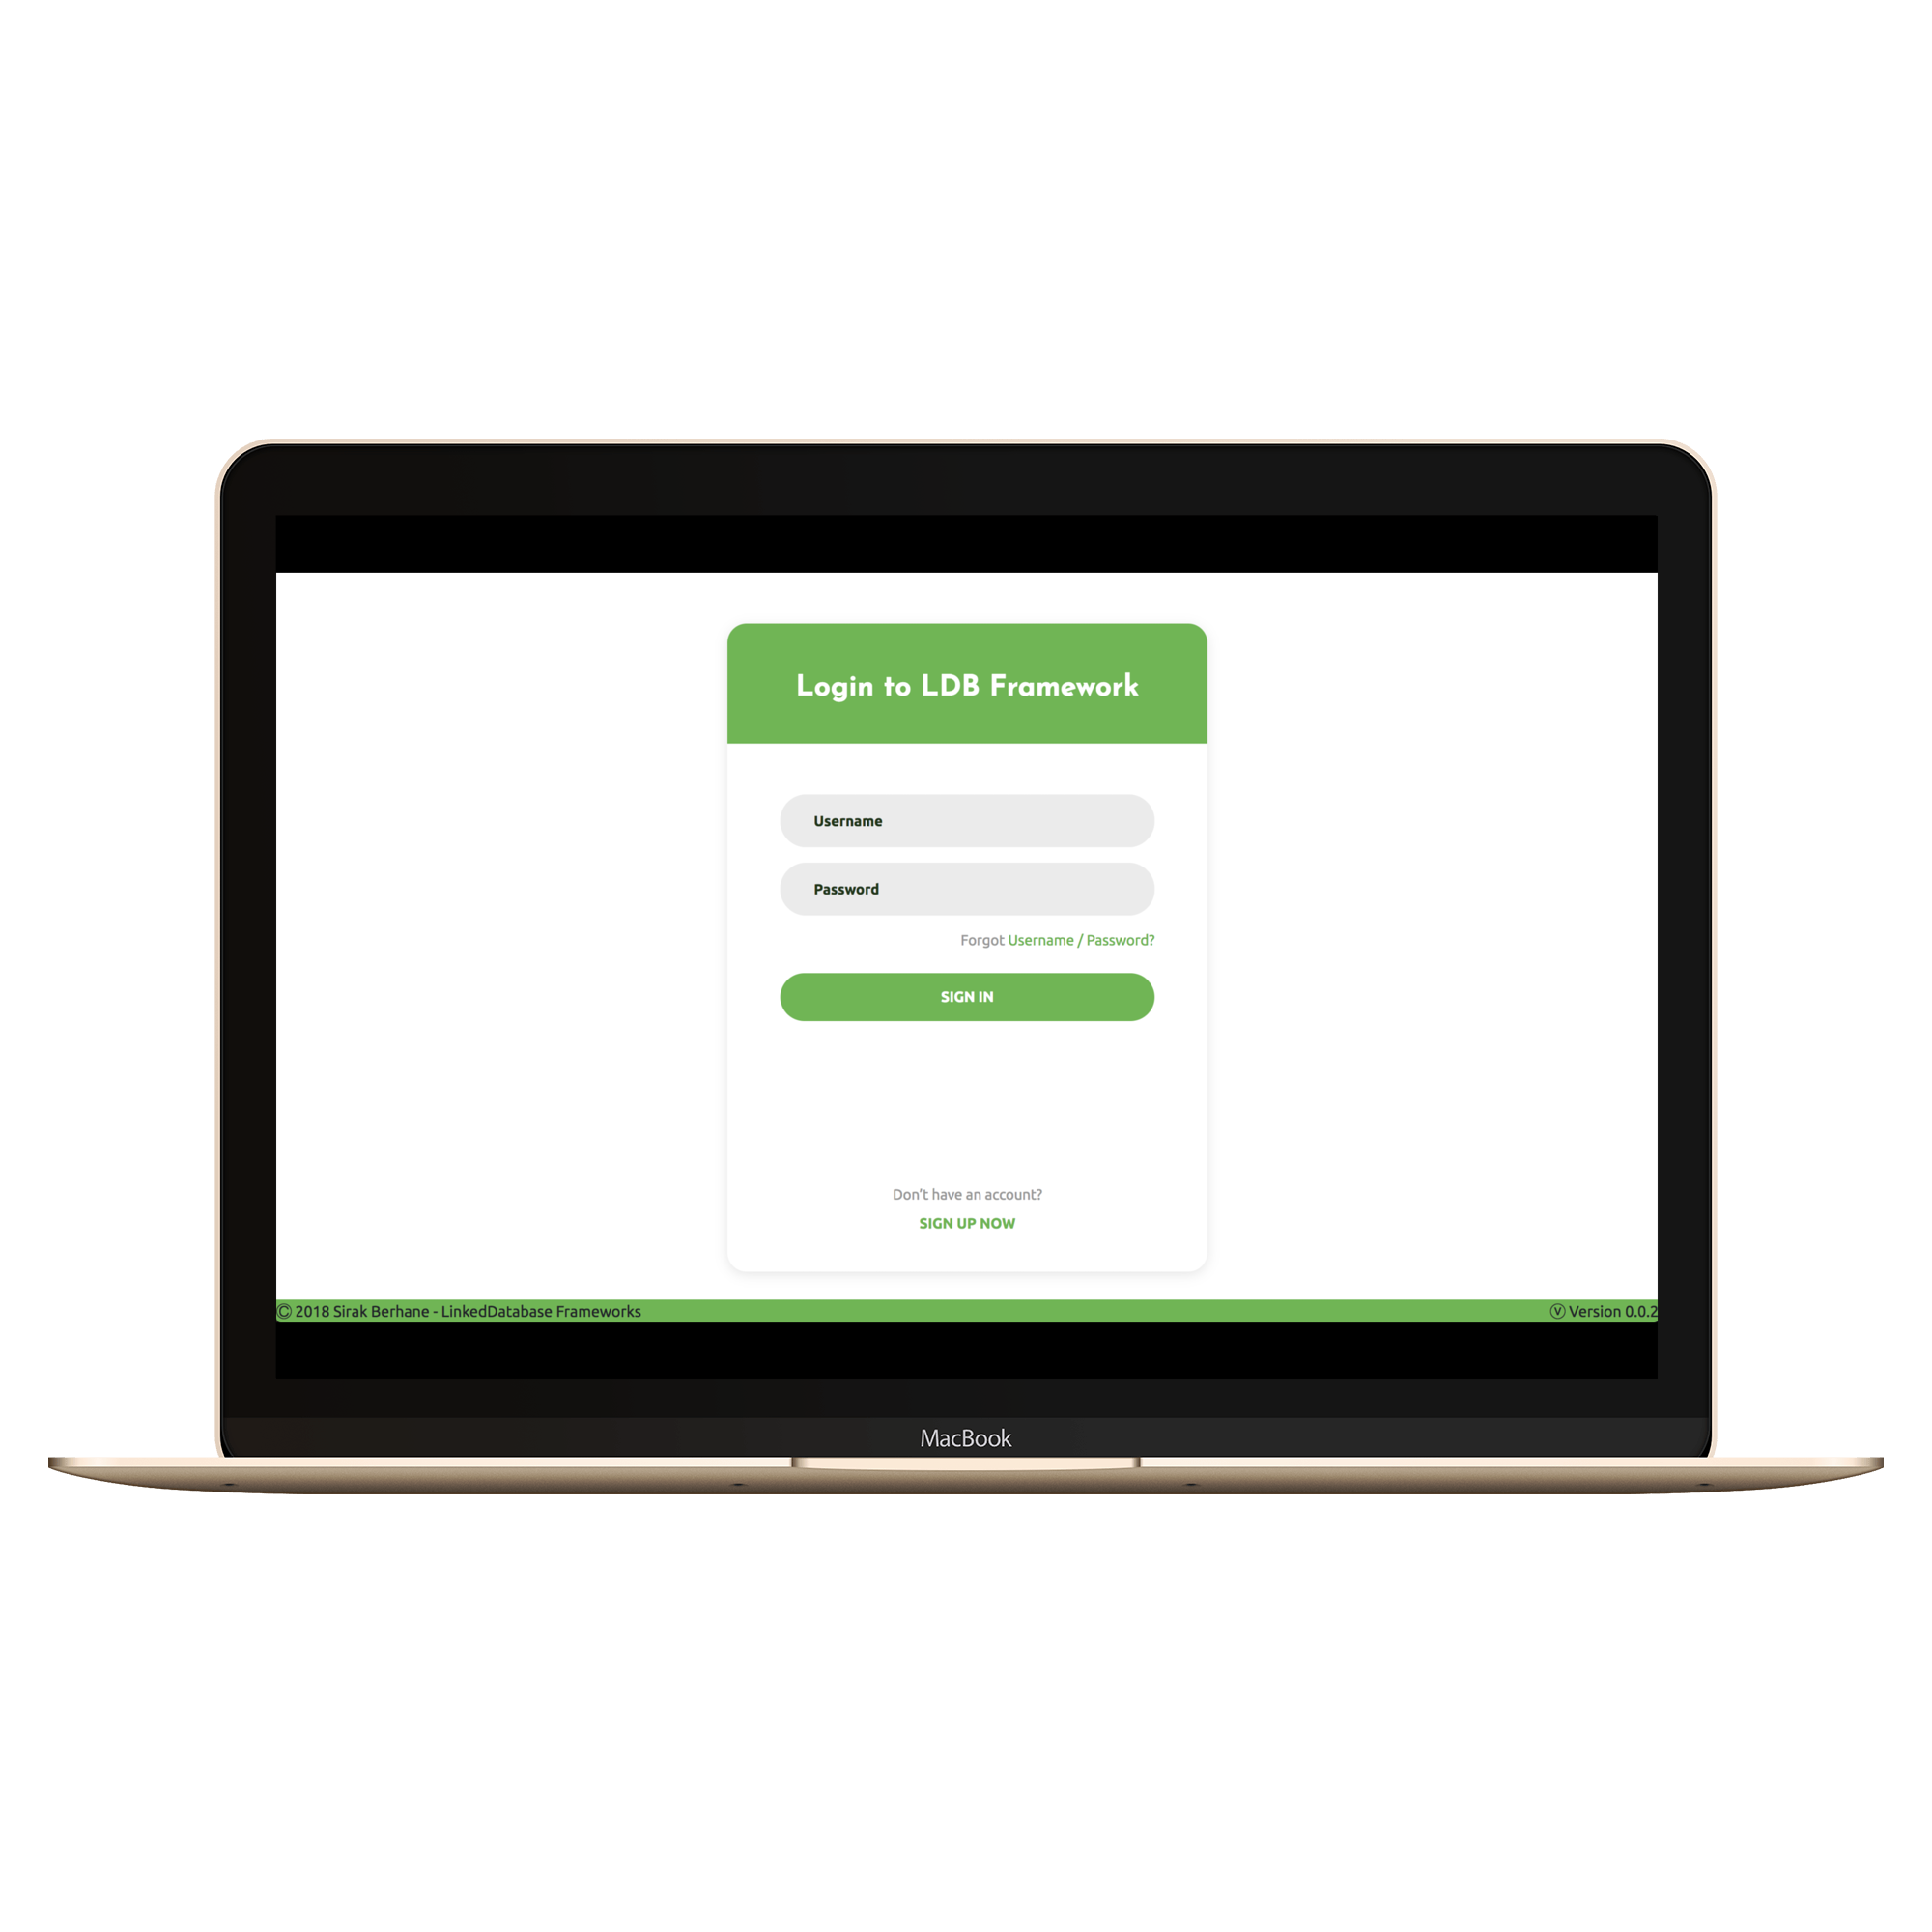 Login to LDB Framework
Username
Password
Forgot Username / Password?
SIGN IN
Don't have an account?
SIGN UP NOW
Ⓒ 2018 Sirak Berhane - LinkedDatabase Frameworks
ⓥ Version 0.0.2
MacBook